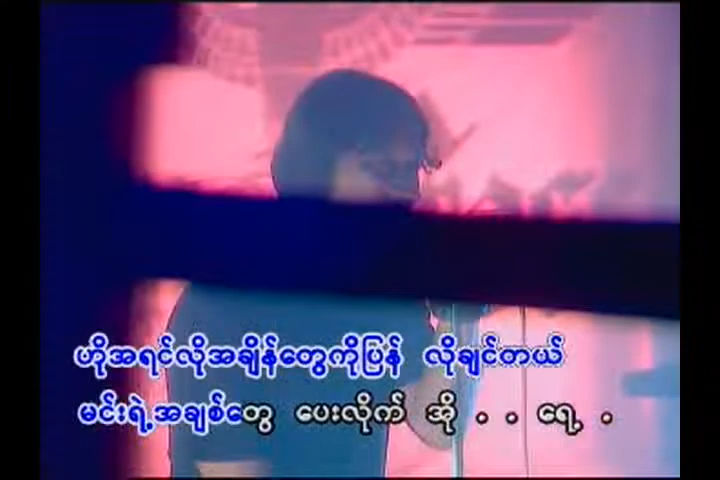 ဟိုအရင်လိုအချိန်တွေကိုပြန် လိုချင်တယ်
မင်းရဲ့အချစ်တွေ ပေးလိုက် အို . . ရေ့ .